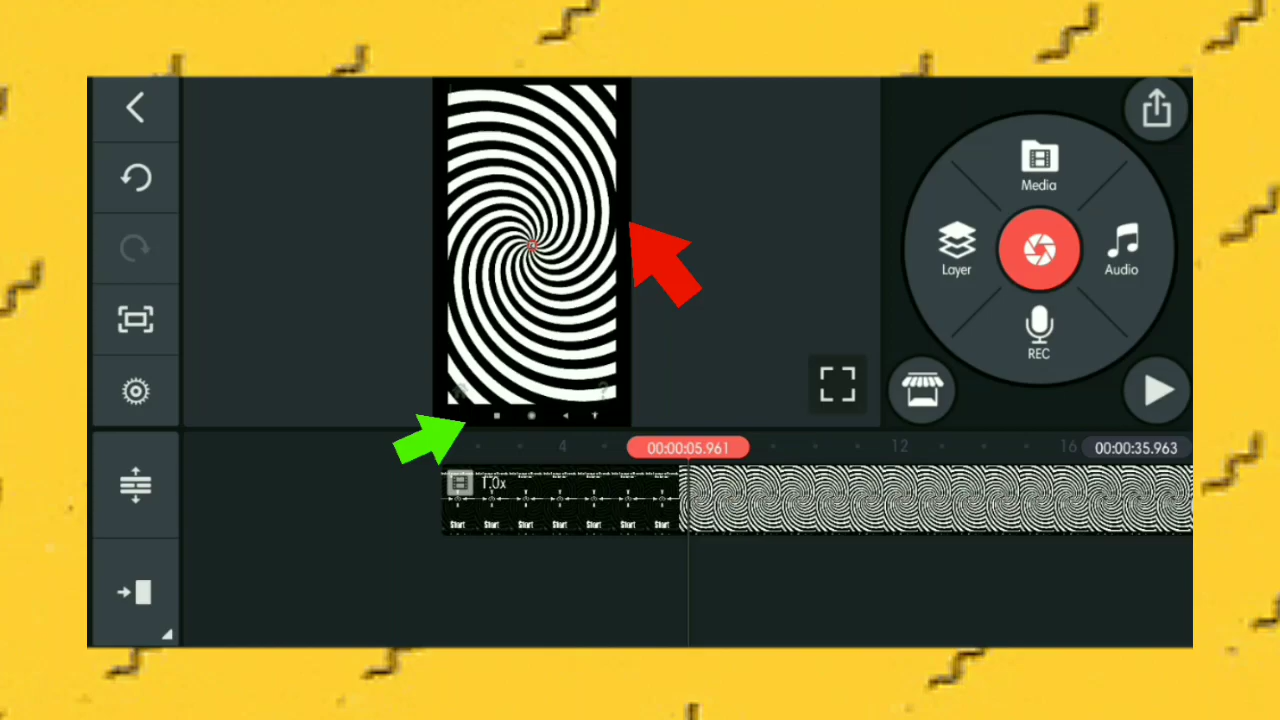 Media
Layer
Audio
REC
?
4
00:00:05.961
12
16
00:00:35.963
1.0x
Start Start Start Start Start Start Start